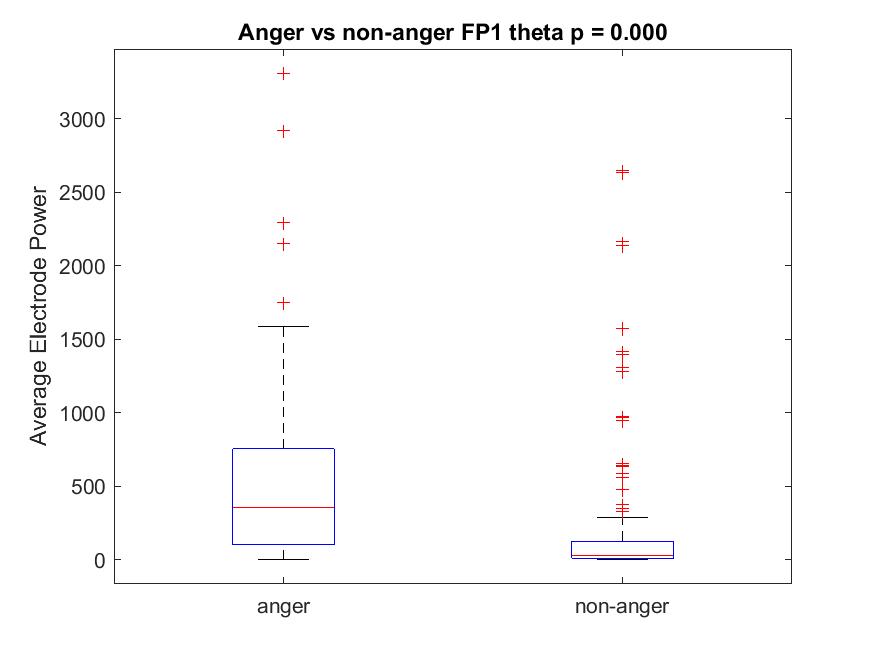 Anger vs non-anger FP1 theta p = 0.000
Average Electrode Power
3000
2500
2000
1500
1000
500
0
anger
non-anger